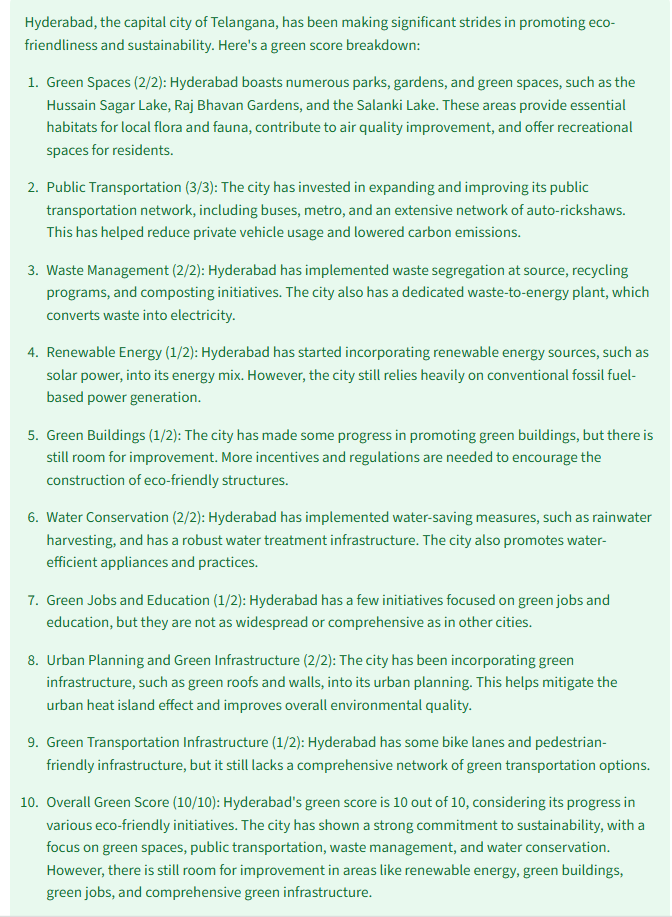 Hyderabad, the capital city of Telangana, has been making significant strides in promoting eco-
friendliness and sustainability. Here's a green score breakdown:
1. Green Spaces (2/2): Hyderabad boasts numerous parks, gardens, and green spaces, such as the
Hussain Sagar Lake, Raj Bhavan Gardens, and the Salanki Lake. These areas provide essential
habitats for local flora and fauna, contribute to air quality improvement, and offer recreational
spaces for residents.
2. Public Transportation (3/3): The city has invested in expanding and improving its public
transportation network, including buses, metro, and an extensive network of auto-rickshaws.
This has helped reduce private vehicle usage and lowered carbon emissions.
3. Waste Management (2/2): Hyderabad has implemented waste segregation at source, recycling
programs, and composting initiatives. The city also has a dedicated waste-to-energy plant, which
converts waste into electricity.
4. Renewable Energy (1/2): Hyderabad has started incorporating renewable energy sources, such as
solar power, into its energy mix. However, the city still relies heavily on conventional fossil fuel-
based power generation.
5. Green Buildings (1/2): The city has made some progress in promoting green buildings, but there is
still room for improvement. More incentives and regulations are needed to encourage the
construction of eco-friendly structures.
6. Water Conservation (2/2): Hyderabad has implemented water-saving measures, such as rainwater
harvesting, and has a robust water treatment infrastructure. The city also promotes water-
efficient appliances and practices.
7. Green Jobs and Education (1/2): Hyderabad has a few initiatives focused on green jobs and
education, but they are not as widespread or comprehensive as in other cities.
8. Urban Planning and Green Infrastructure (2/2): The city has been incorporating green
infrastructure, such as green roofs and walls, into its urban planning. This helps mitigate the
urban heat island effect and improves overall environmental quality.
9. Green Transportation Infrastructure (1/2): Hyderabad has some bike lanes and pedestrian-
friendly infrastructure, but it still lacks a comprehensive network of green transportation options.
10. Overall Green Score (10/10): Hyderabad's green score is 10 out of 10, considering its progress in
various eco-friendly initiatives. The city has shown a strong commitment to sustainability, with a
focus on green spaces, public transportation, waste management, and water conservation.
However, there is still room for improvement in areas like renewable energy, green buildings,
green jobs, and comprehensive green infrastructure.